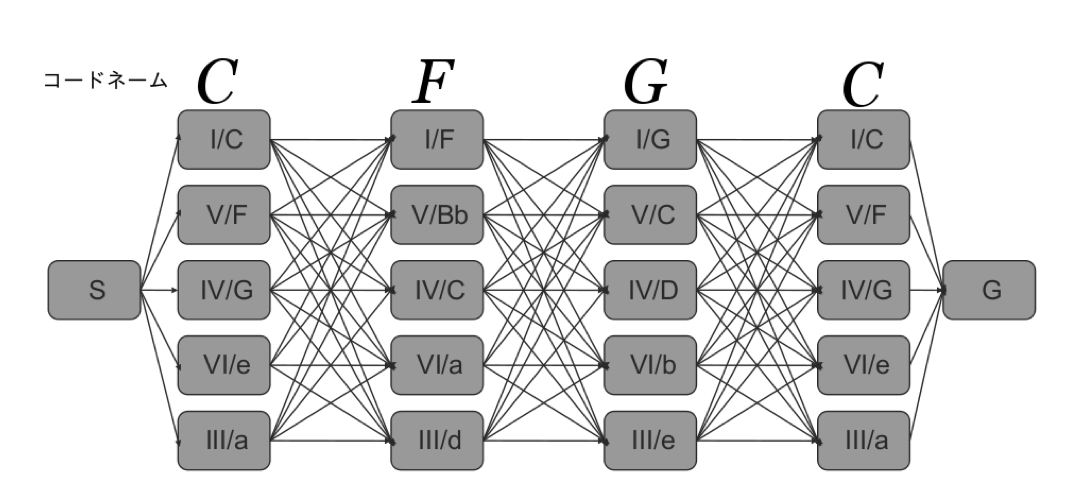 コードネーム C F G C
I/C I/F I/G I/C
V/F V/Bb V/C V/F
S IV/G IV/C IV/D IV/G G
VI/e VI/a VI/b VI/e
III/a III/d III/e III/a